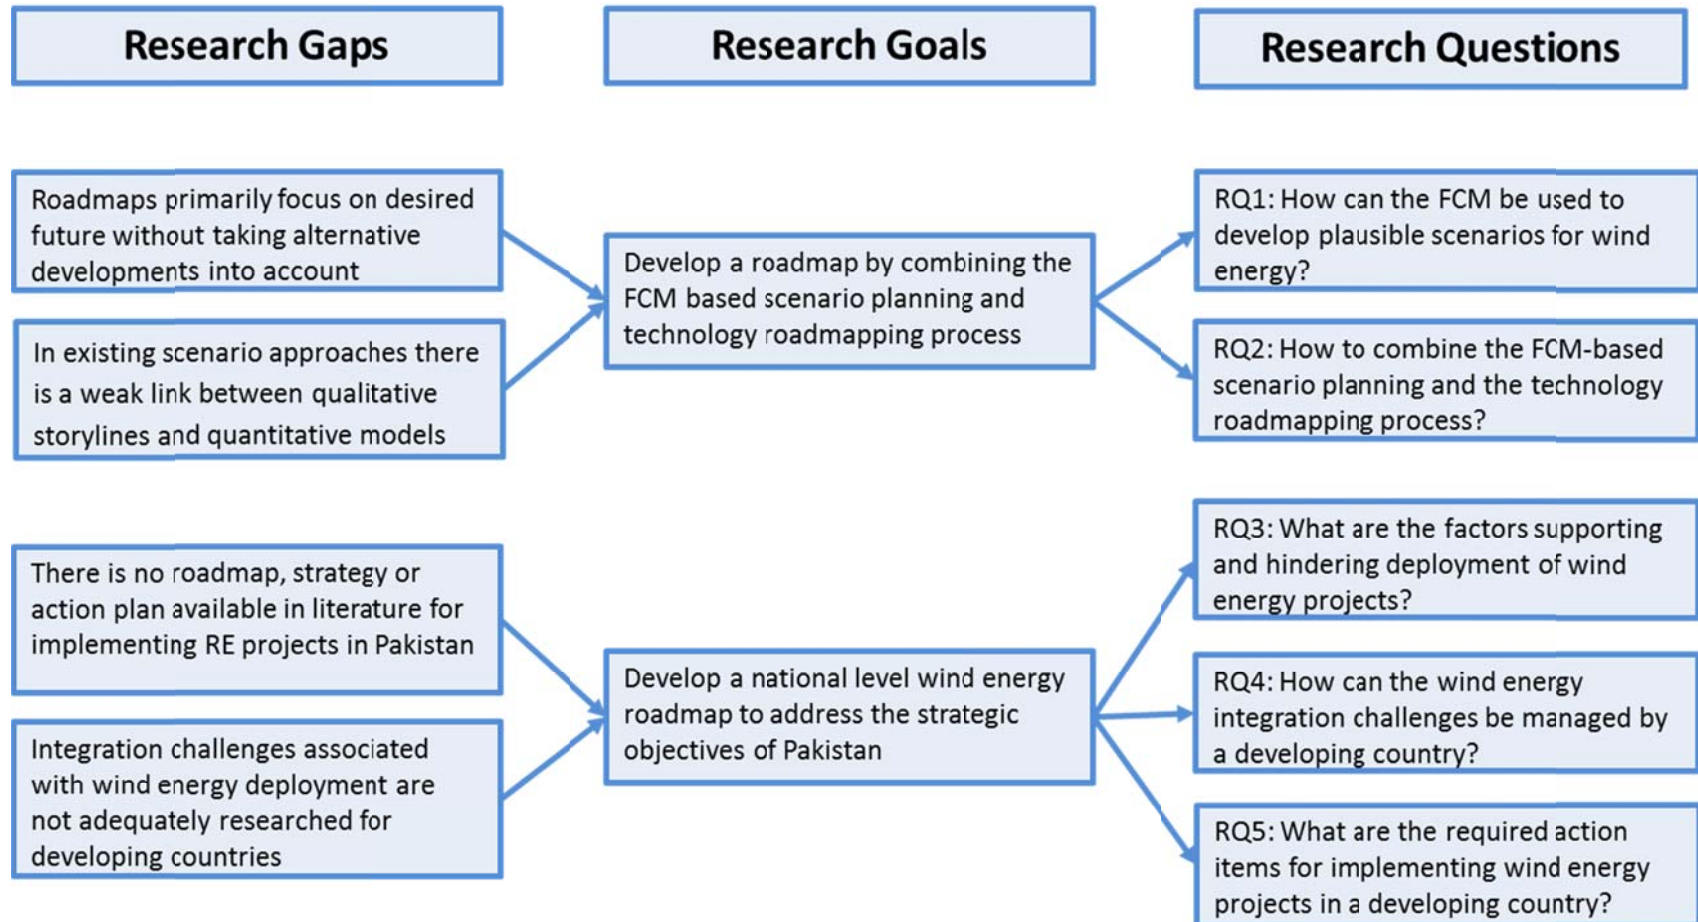 Research Gaps
Research Goals
Research Questions
Roadmaps primarily focus on desired
future without taking alternative
developments into account
In existing scenario approaches there
is a weak link between qualitative
storylines and quantitative models
Develop a roadmap by combining the
FCM based scenario planning and
technology roadmapping process
RQ1: How can the FCM be used to
develop plausible scenarios for wind
energy?
RQ2: How to combine the FCM-based
scenario planning and the technology
roadmapping process?
There is no roadmap, strategy or
action plan available in literature for
implementing RE projects in Pakistan
Integration challenges associated
with wind energy deployment are
not adequately researched for
developing countries
Develop a national level wind energy
roadmap to address the strategic
objectives of Pakistan
RQ3: What are the factors supporting
and hindering deployment of wind
energy projects?
RQ4: How can the wind energy
integration challenges be managed by
a developing country?
RQ5: What are the required action
items for implementing wind energy
projects in a developing country?